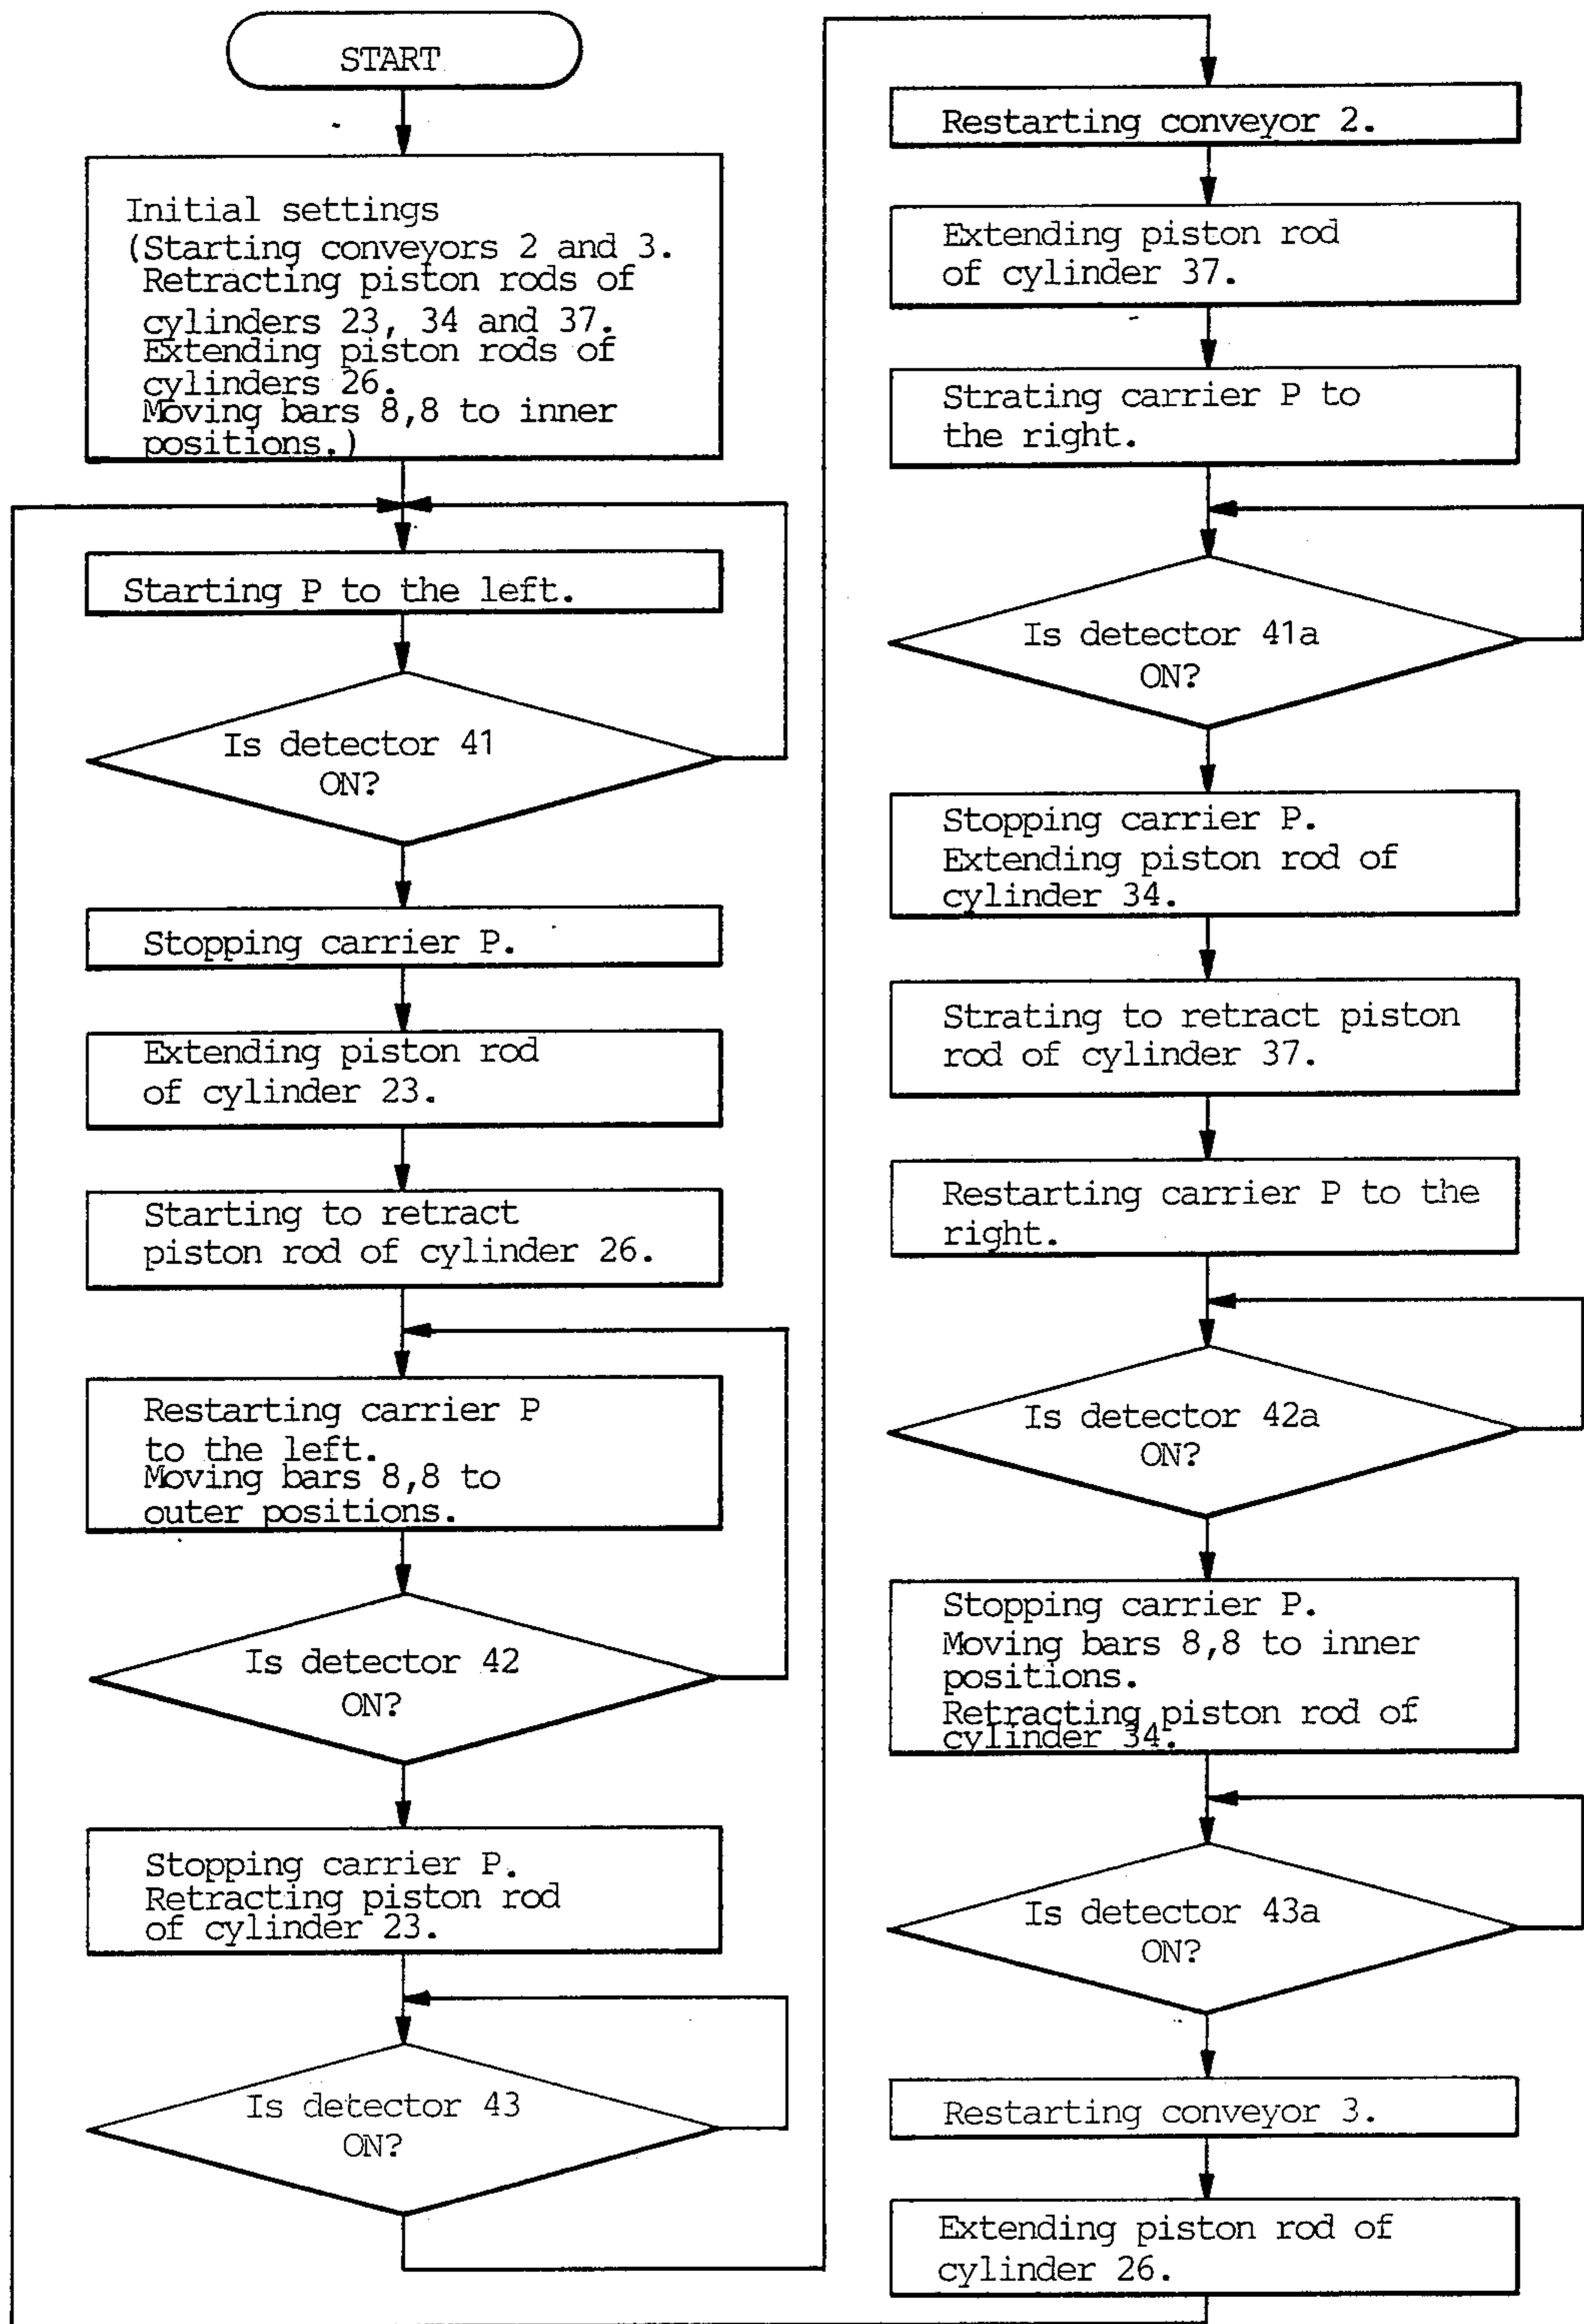 START
Initial settings
(Starting conveyors 2 and 3.
Retracting piston rods of
cylinders 23, 34 and 37.
Extending piston rods of
cylinders 26.
Moving bars 8,8 to inner
positions.)
Starting P to the left.
Is detector 41
ON?
Stopping carrier P.
Extending piston rod
of cylinder 23.
Starting to retract
piston rod of cylinder 26.
Restarting carrier P
to the left.
Moving bars 8,8 to
outer positions.
Is detector 42
ON?
Stopping carrier P.
Retracting piston rod
of cylinder 23.
Is detector 43
ON?
Restarting conveyor 2.
Extending piston rod
of cylinder 37.
Strating carrier P to
the right.
Is detector 41a
ON?
Stopping carrier P.
Extending piston rod of
cylinder 34.
Strating to retract piston
rod of cylinder 37.
Restarting carrier P to the
right.
Is detector 42a
ON?
Stopping carrier P.
Moving bars 8,8 to inner
positions.
Retracting piston rod of
cylinder 34.
Is detector 43a
ON?
Restarting conveyor 3.
Extending piston rod of
cylinder 26.